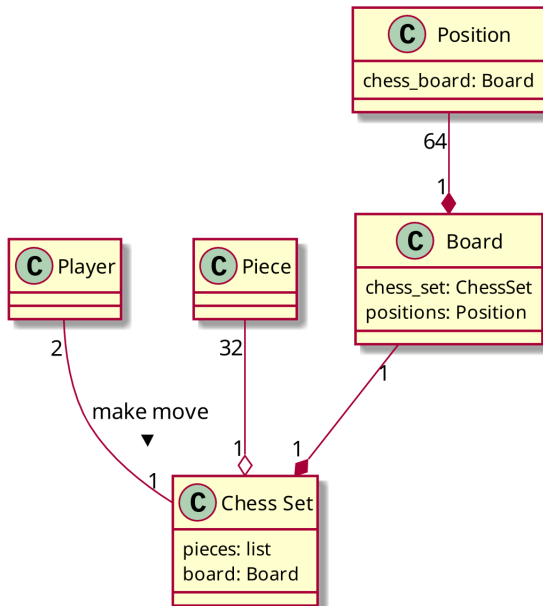 C Position
chess_board: Board
64
1
C Player
C Piece
C Board
chess_set: ChessSet
positions: Position
2
32
1
make move
1
1
1
C Chess Set
pieces: list
board: Board